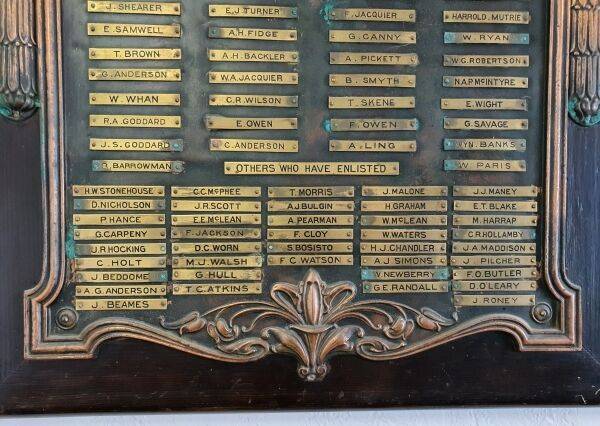 J. SHEARER
E. SAMWELL
T. BROWN
G. ANDERSON
W. WHAN
R.A. GODDARD
J.S. GODDARD
G. BARROWMAN
E.J. TURNER
A.H. FIDGE
A.H. BACKLER
W.A. JACQUIER
C.R. WILSON
E. OWEN
C. ANDERSON
F. JACQUIER
G. CANNY
A. PICKETT
B. SMYTH
T. SKENE
F. OWEN
A. LING
HARROLD. MUTRIE
W. RYAN
W.G. ROBERTSON
N.A.P. McINTYRE
E. WIGHT
G. SAVAGE
WYN. BANKS
W. PARIS
OTHERS WHO HAVE ENLISTED
H.W. STONEHOUSE
D. NICHOLSON
P. HANCE
G. CARPENY
J.R. HOCKING
C. HOLT
J. BEDDOME
A.G. ANDERSON
J. BEAMES
C.C. McPHEE
J.R. SCOTT
E.E. McLEAN
F. JACKSON
D.C. WORN
M.J. WALSH
G. HULL
T.C. ATKINS
T. MORRIS
A.J. BULGIN
A. PEARMAN
F. CLOY
S. BOSISTO
F.C. WATSON
J. MALONE
H. GRAHAM
W. McLEAN
W. WATERS
H.J. CHANDLER
A.J. SIMONS
W. NEWBERRY
G.E. RANDALL
J.J. MANEY
E.T. BLAKE
M. HARRAP
C.R. HOLLAMBY
J.A. MADDISON
J. PILCHER
F.O. BUTLER
D. O'LEARY
J. RONEY